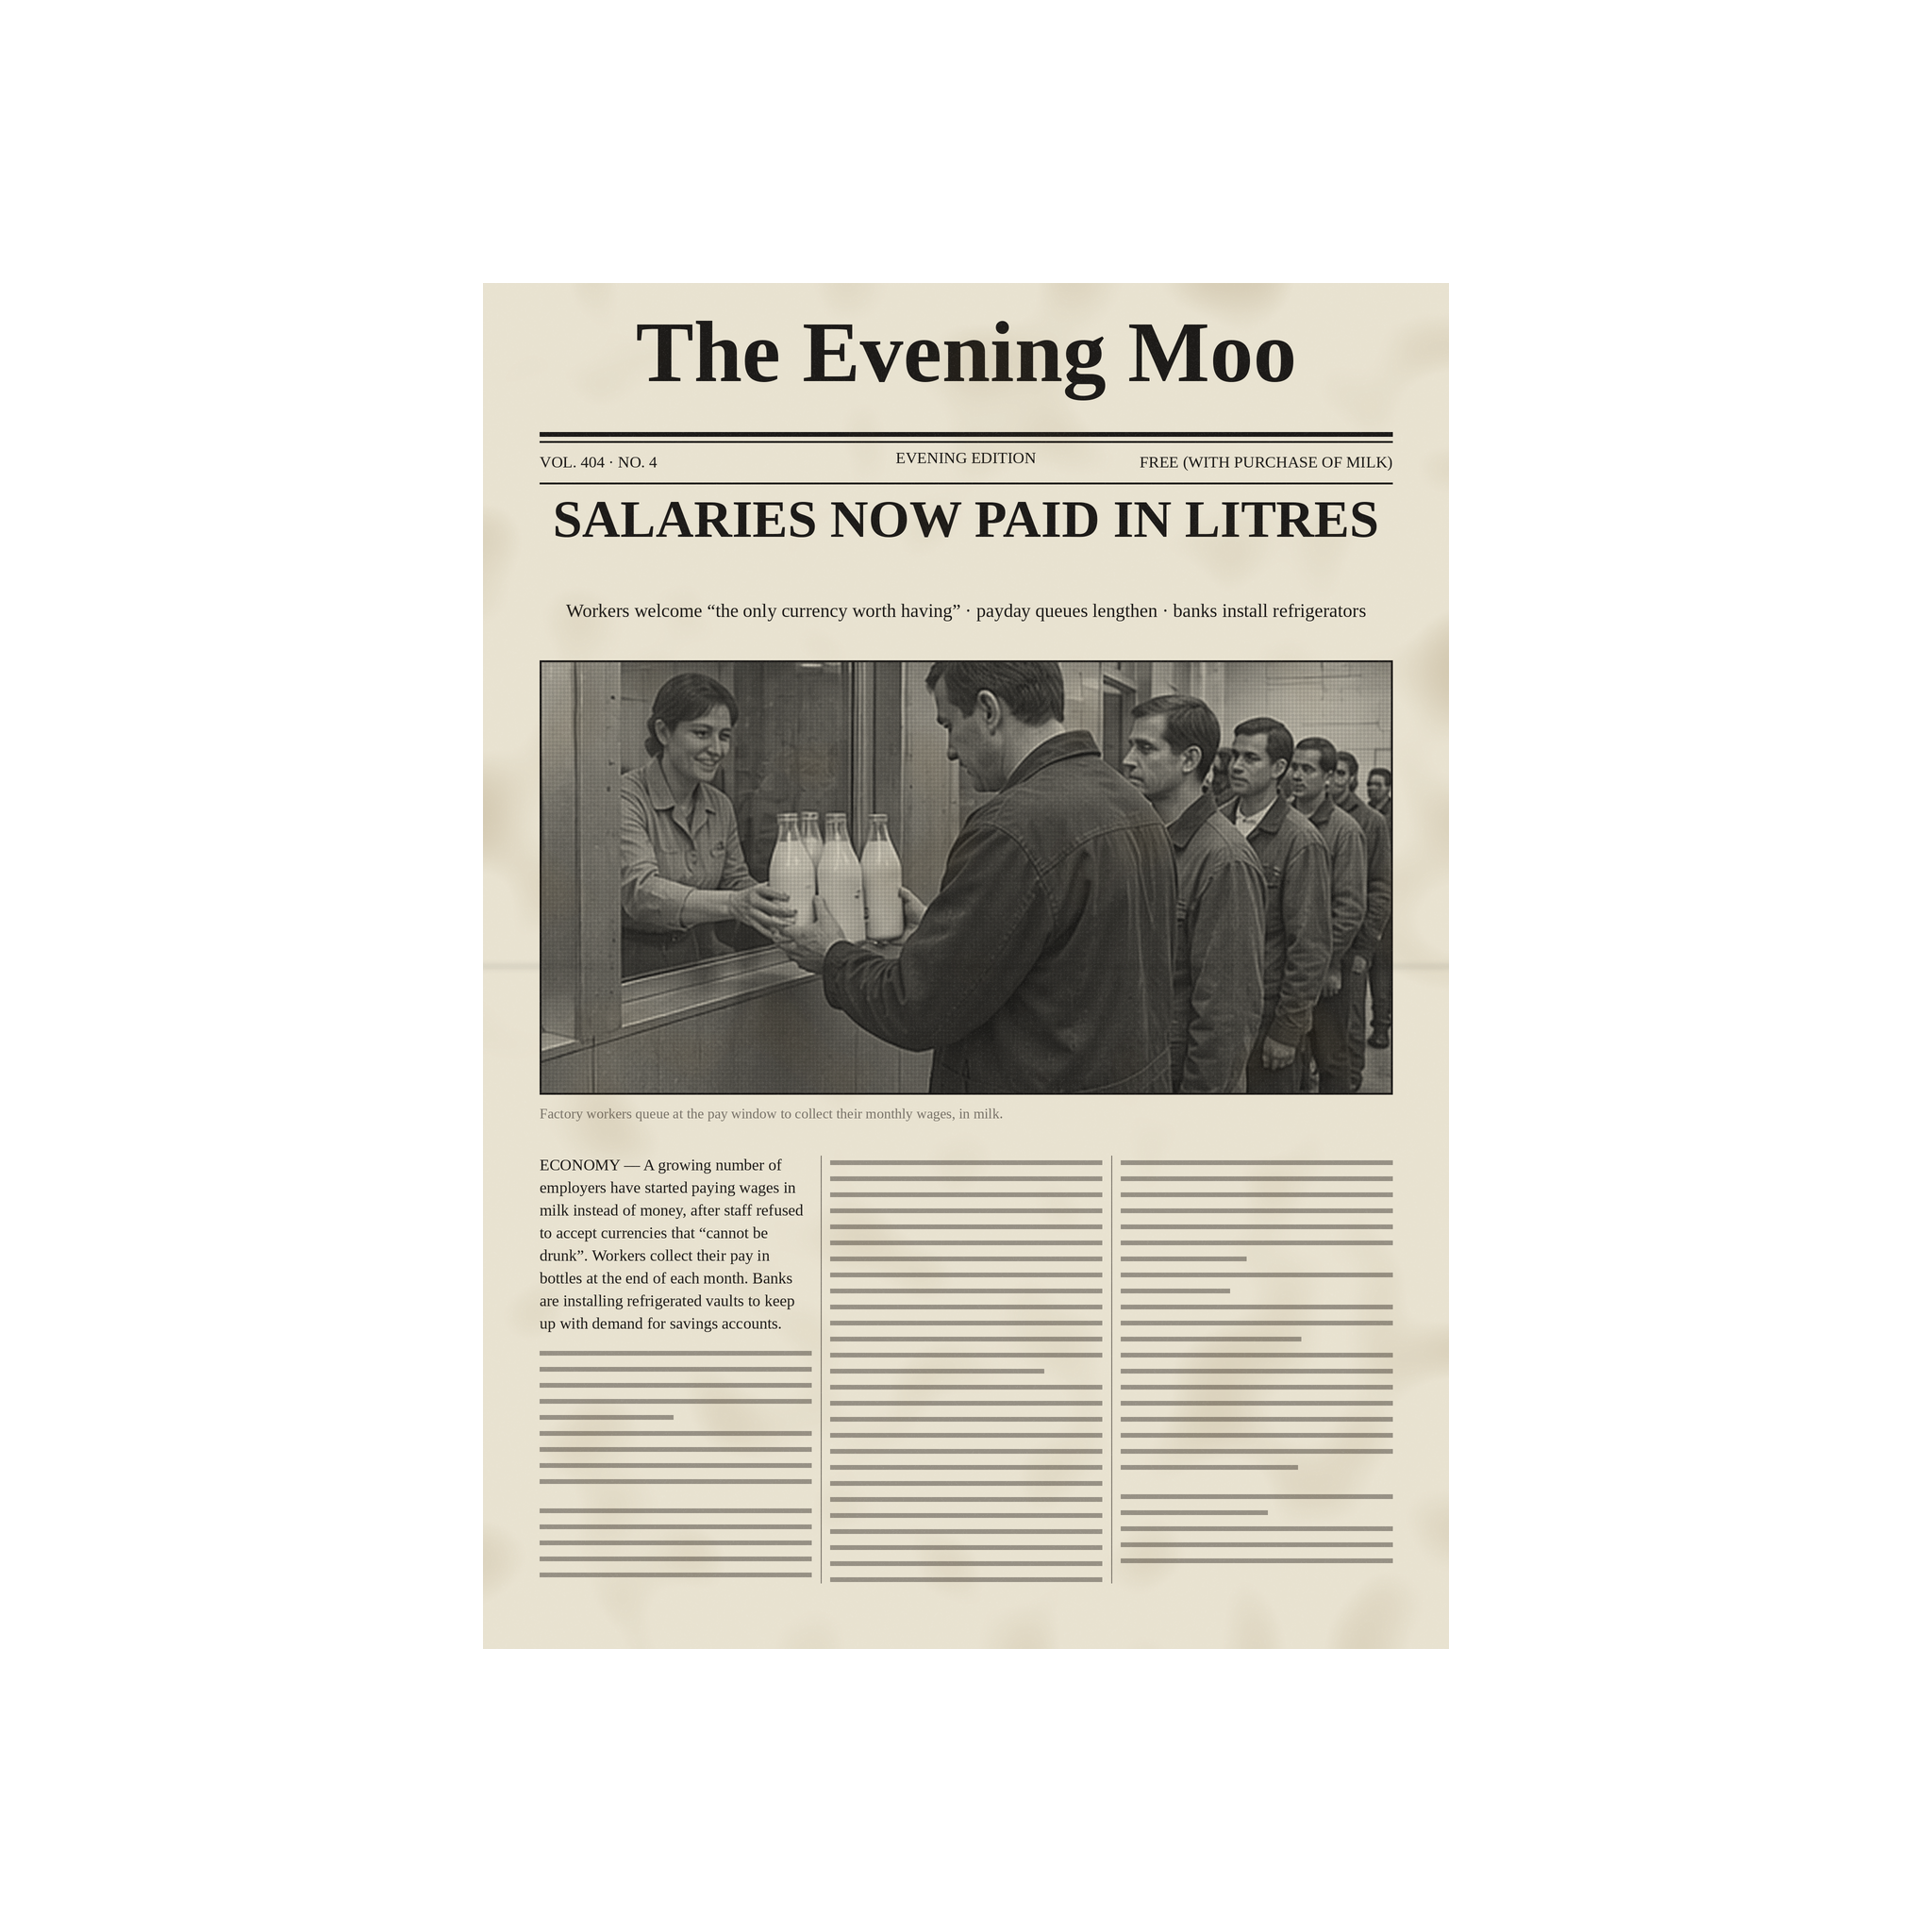 The Evening Moo
VOL. 404 · NO. 4
EVENING EDITION
FREE (WITH PURCHASE OF MILK)
SALARIES NOW PAID IN LITRES
Workers welcome “the only currency worth having” · payday queues lengthen · banks install refrigerators
Factory workers queue at the pay window to collect their monthly wages, in milk.
ECONOMY — A growing number of
employers have started paying wages in
milk instead of money, after staff refused
to accept currencies that “cannot be
drunk”. Workers collect their pay in
bottles at the end of each month. Banks
are installing refrigerated vaults to keep
up with demand for savings accounts.